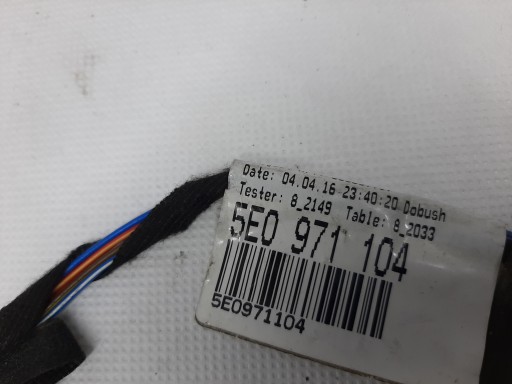 Date: 04.04.16 23:40:20 Dobush
Tester: 8_2149 Table: 8_2033
5E0 971 104
5E0971104